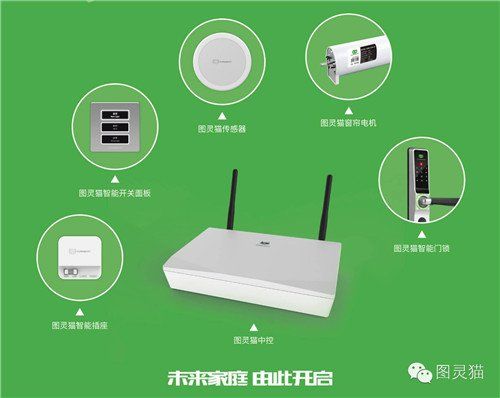 图灵猫传感器
图灵猫窗帘电机
图灵猫智能开关面板
图灵猫智能门锁
图灵猫智能插座
图灵猫中控
未来家庭 由此开启
图灵猫